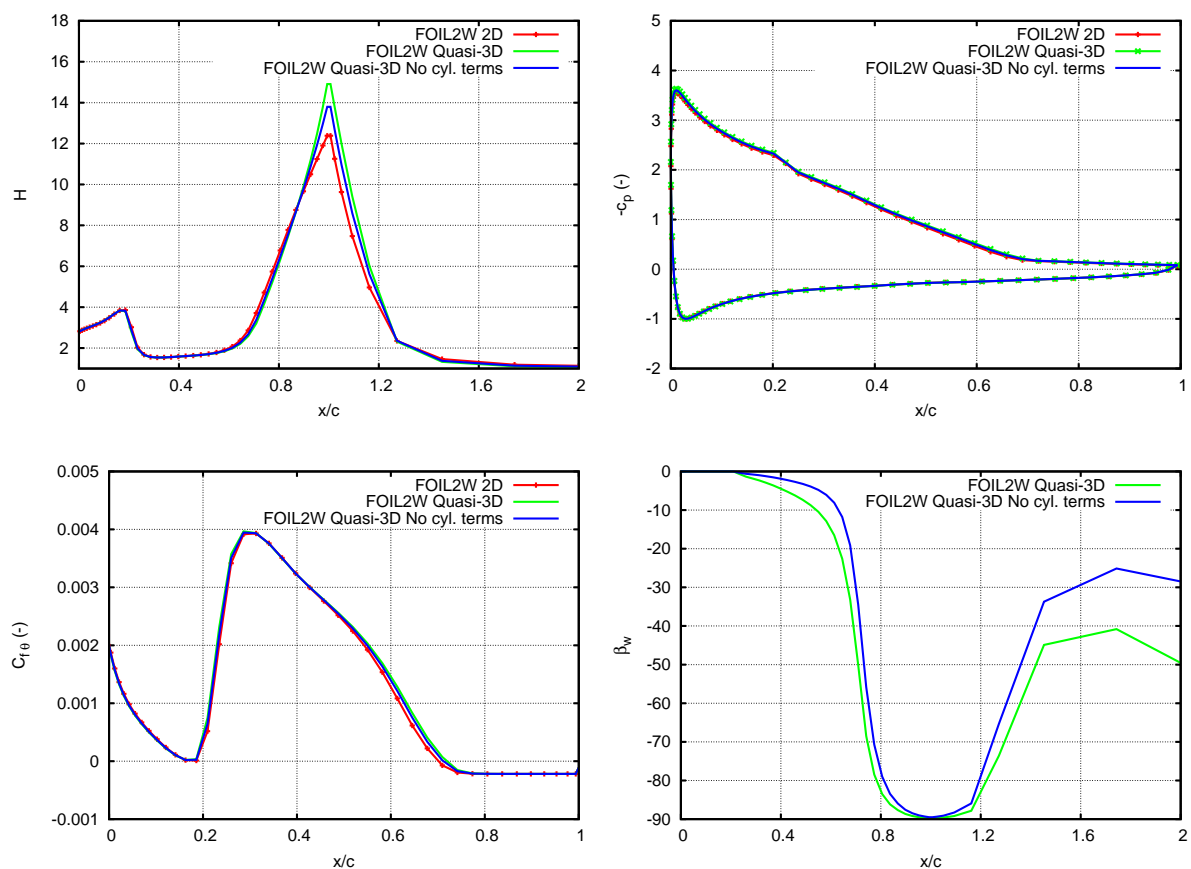 18
16
14
12
10
8
6
4
2
H
0 0.4 0.8 1.2 1.6 2
x/c
FOIL2W 2D
FOIL2W Quasi-3D
FOIL2W Quasi-3D No cyl. terms
5
4
3
2
1
0
-1
-2
-cp (-)
0 0.2 0.4 0.6 0.8 1
x/c
FOIL2W 2D
FOIL2W Quasi-3D
FOIL2W Quasi-3D No cyl. terms
0.005
0.004
0.003
0.002
0.001
0
-0.001
Cf θ (-)
0 0.2 0.4 0.6 0.8 1
x/c
FOIL2W 2D
FOIL2W Quasi-3D
FOIL2W Quasi-3D No cyl. terms
0
-10
-20
-30
-40
-50
-60
-70
-80
-90
βw
0 0.4 0.8 1.2 1.6 2
x/c
FOIL2W Quasi-3D
FOIL2W Quasi-3D No cyl. terms